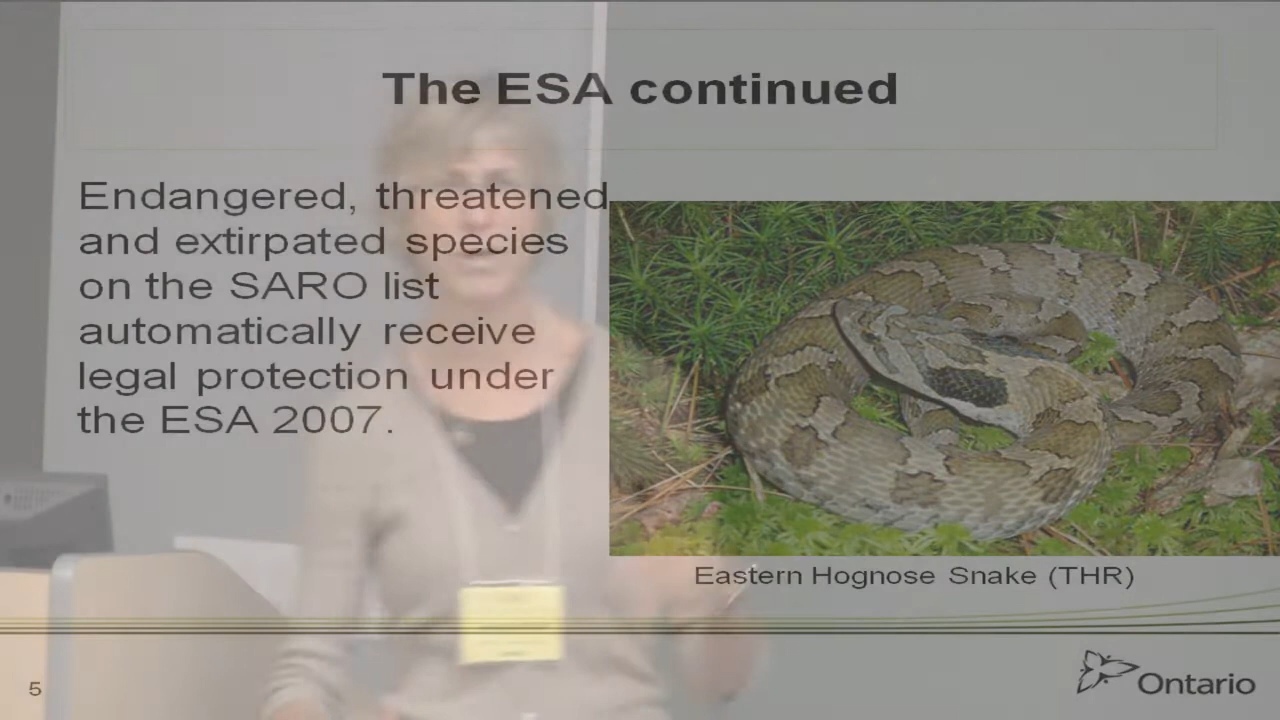 The ESA continued
Endangered, threatened
and extirpated species
on the SARO list
automatically receive
legal protection under
the ESA 2007.
Eastern Hognose Snake (THR)
5
Ontario